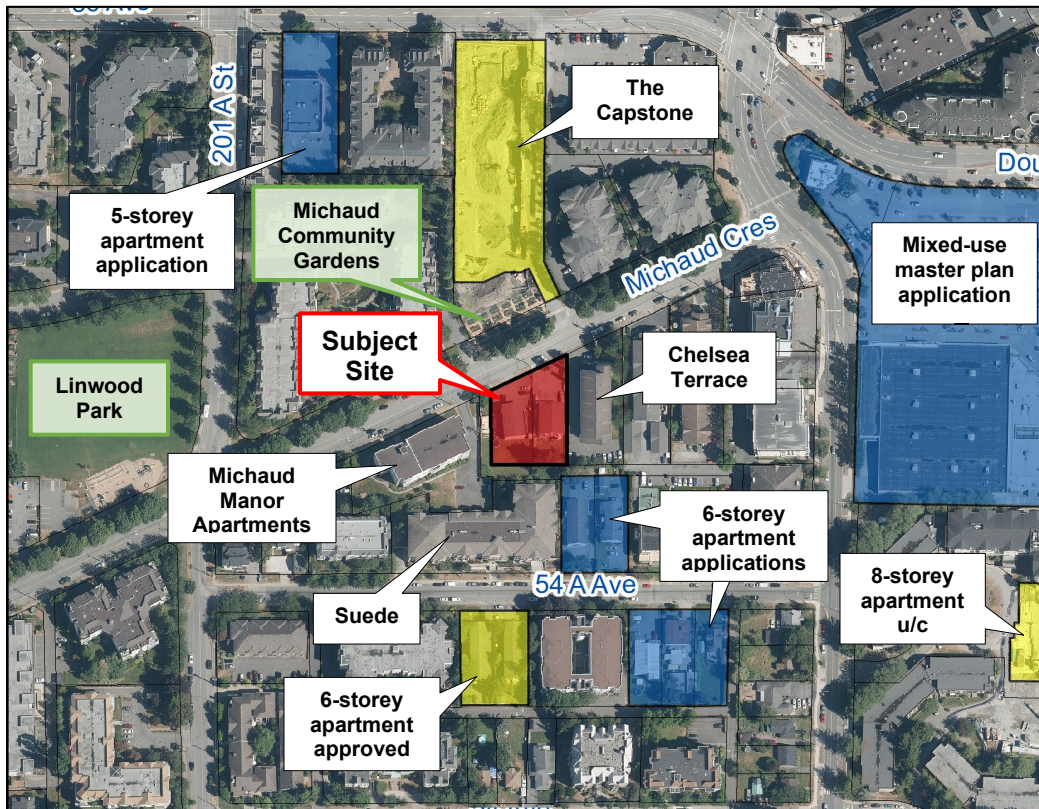 201A St
The
Capstone
Dou
5-storey
apartment
application
Michaud
Community
Gardens
Michaud Cres
Mixed-use
master plan
application
Subject
Site
Chelsea
Terrace
Linwood
Park
Michaud
Manor
Apartments
6-storey
apartment
applications
54 A Ave
8-storey
apartment
u/c
Suede
6-storey
apartment
approved